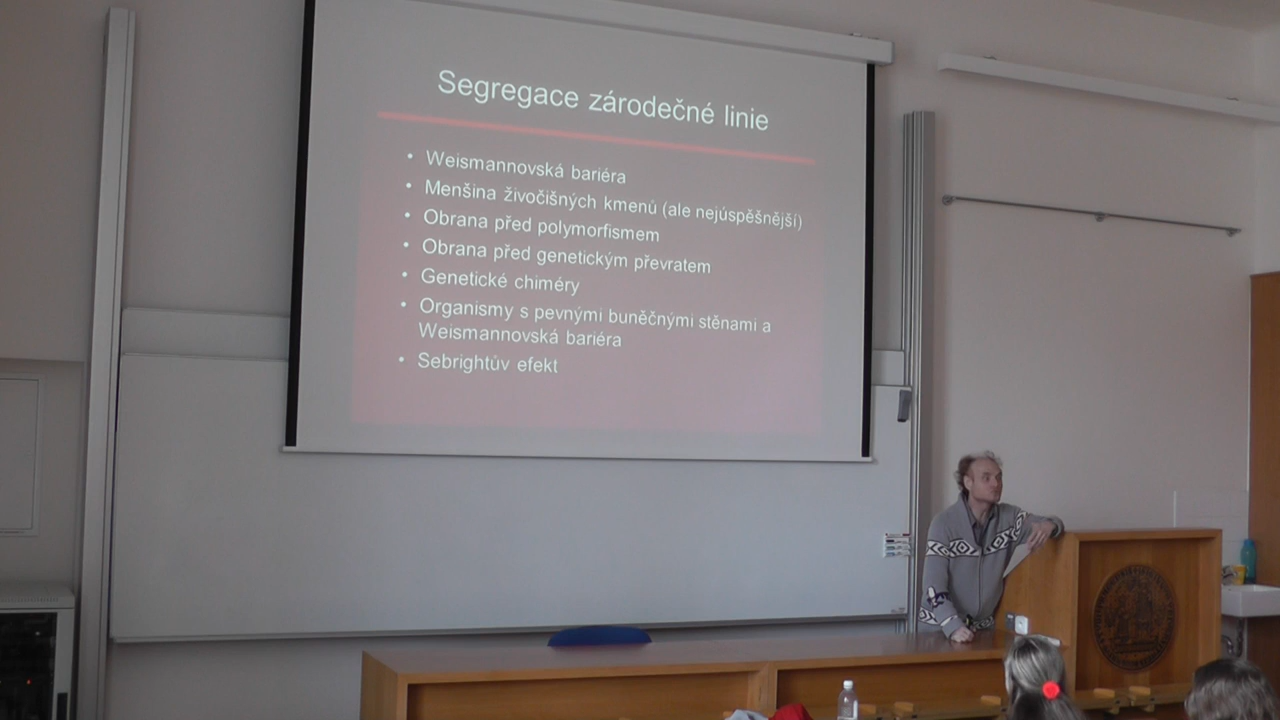 Segregace zárodečné linie
• Weismannovská bariéra
• Menšina živočišných kmenů (ale nejúspěšnější)
• Obrana před polymorfismem
• Obrana před genetickým převratem
• Genetické chiméry
• Organismy s pevnými buněčnými stěnami a
Weismannovská bariéra
• Sebrightův efekt